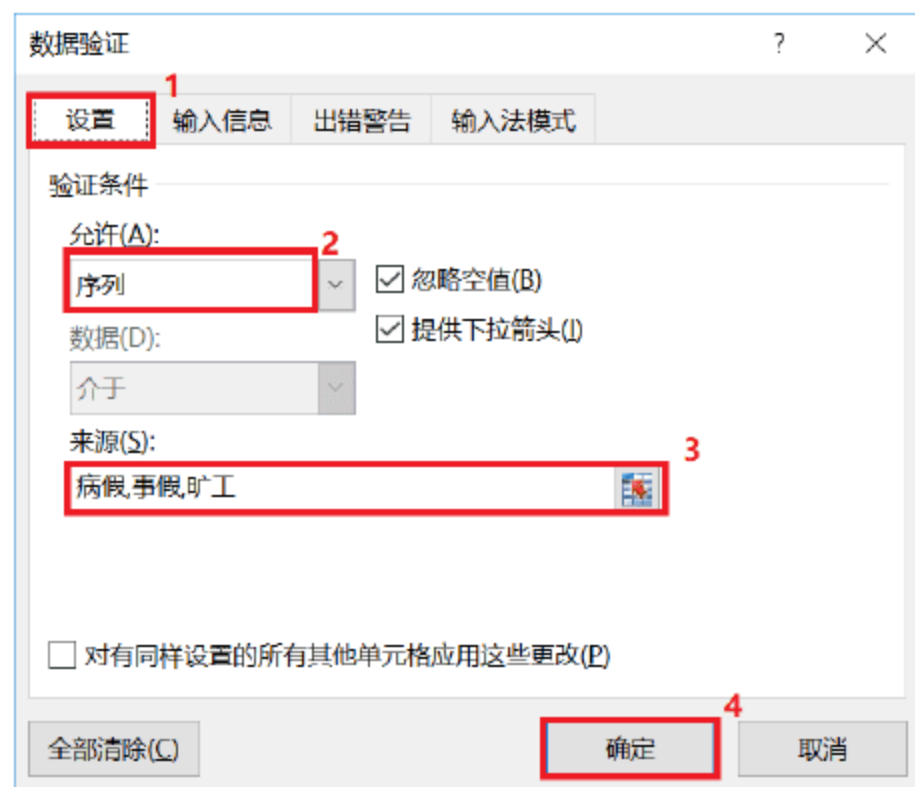 数据验证 ?
1
设置 输入信息 出错警告 输入法模式
验证条件
允许(A): 2
序列 忽略空值(B)
数据(D): 提供下拉箭头(I)
介于
来源(S): 3
病假,事假,旷工
对有同样设置的所有其他单元格应用这些更改(P)
4
全部清除(C) 确定 取消